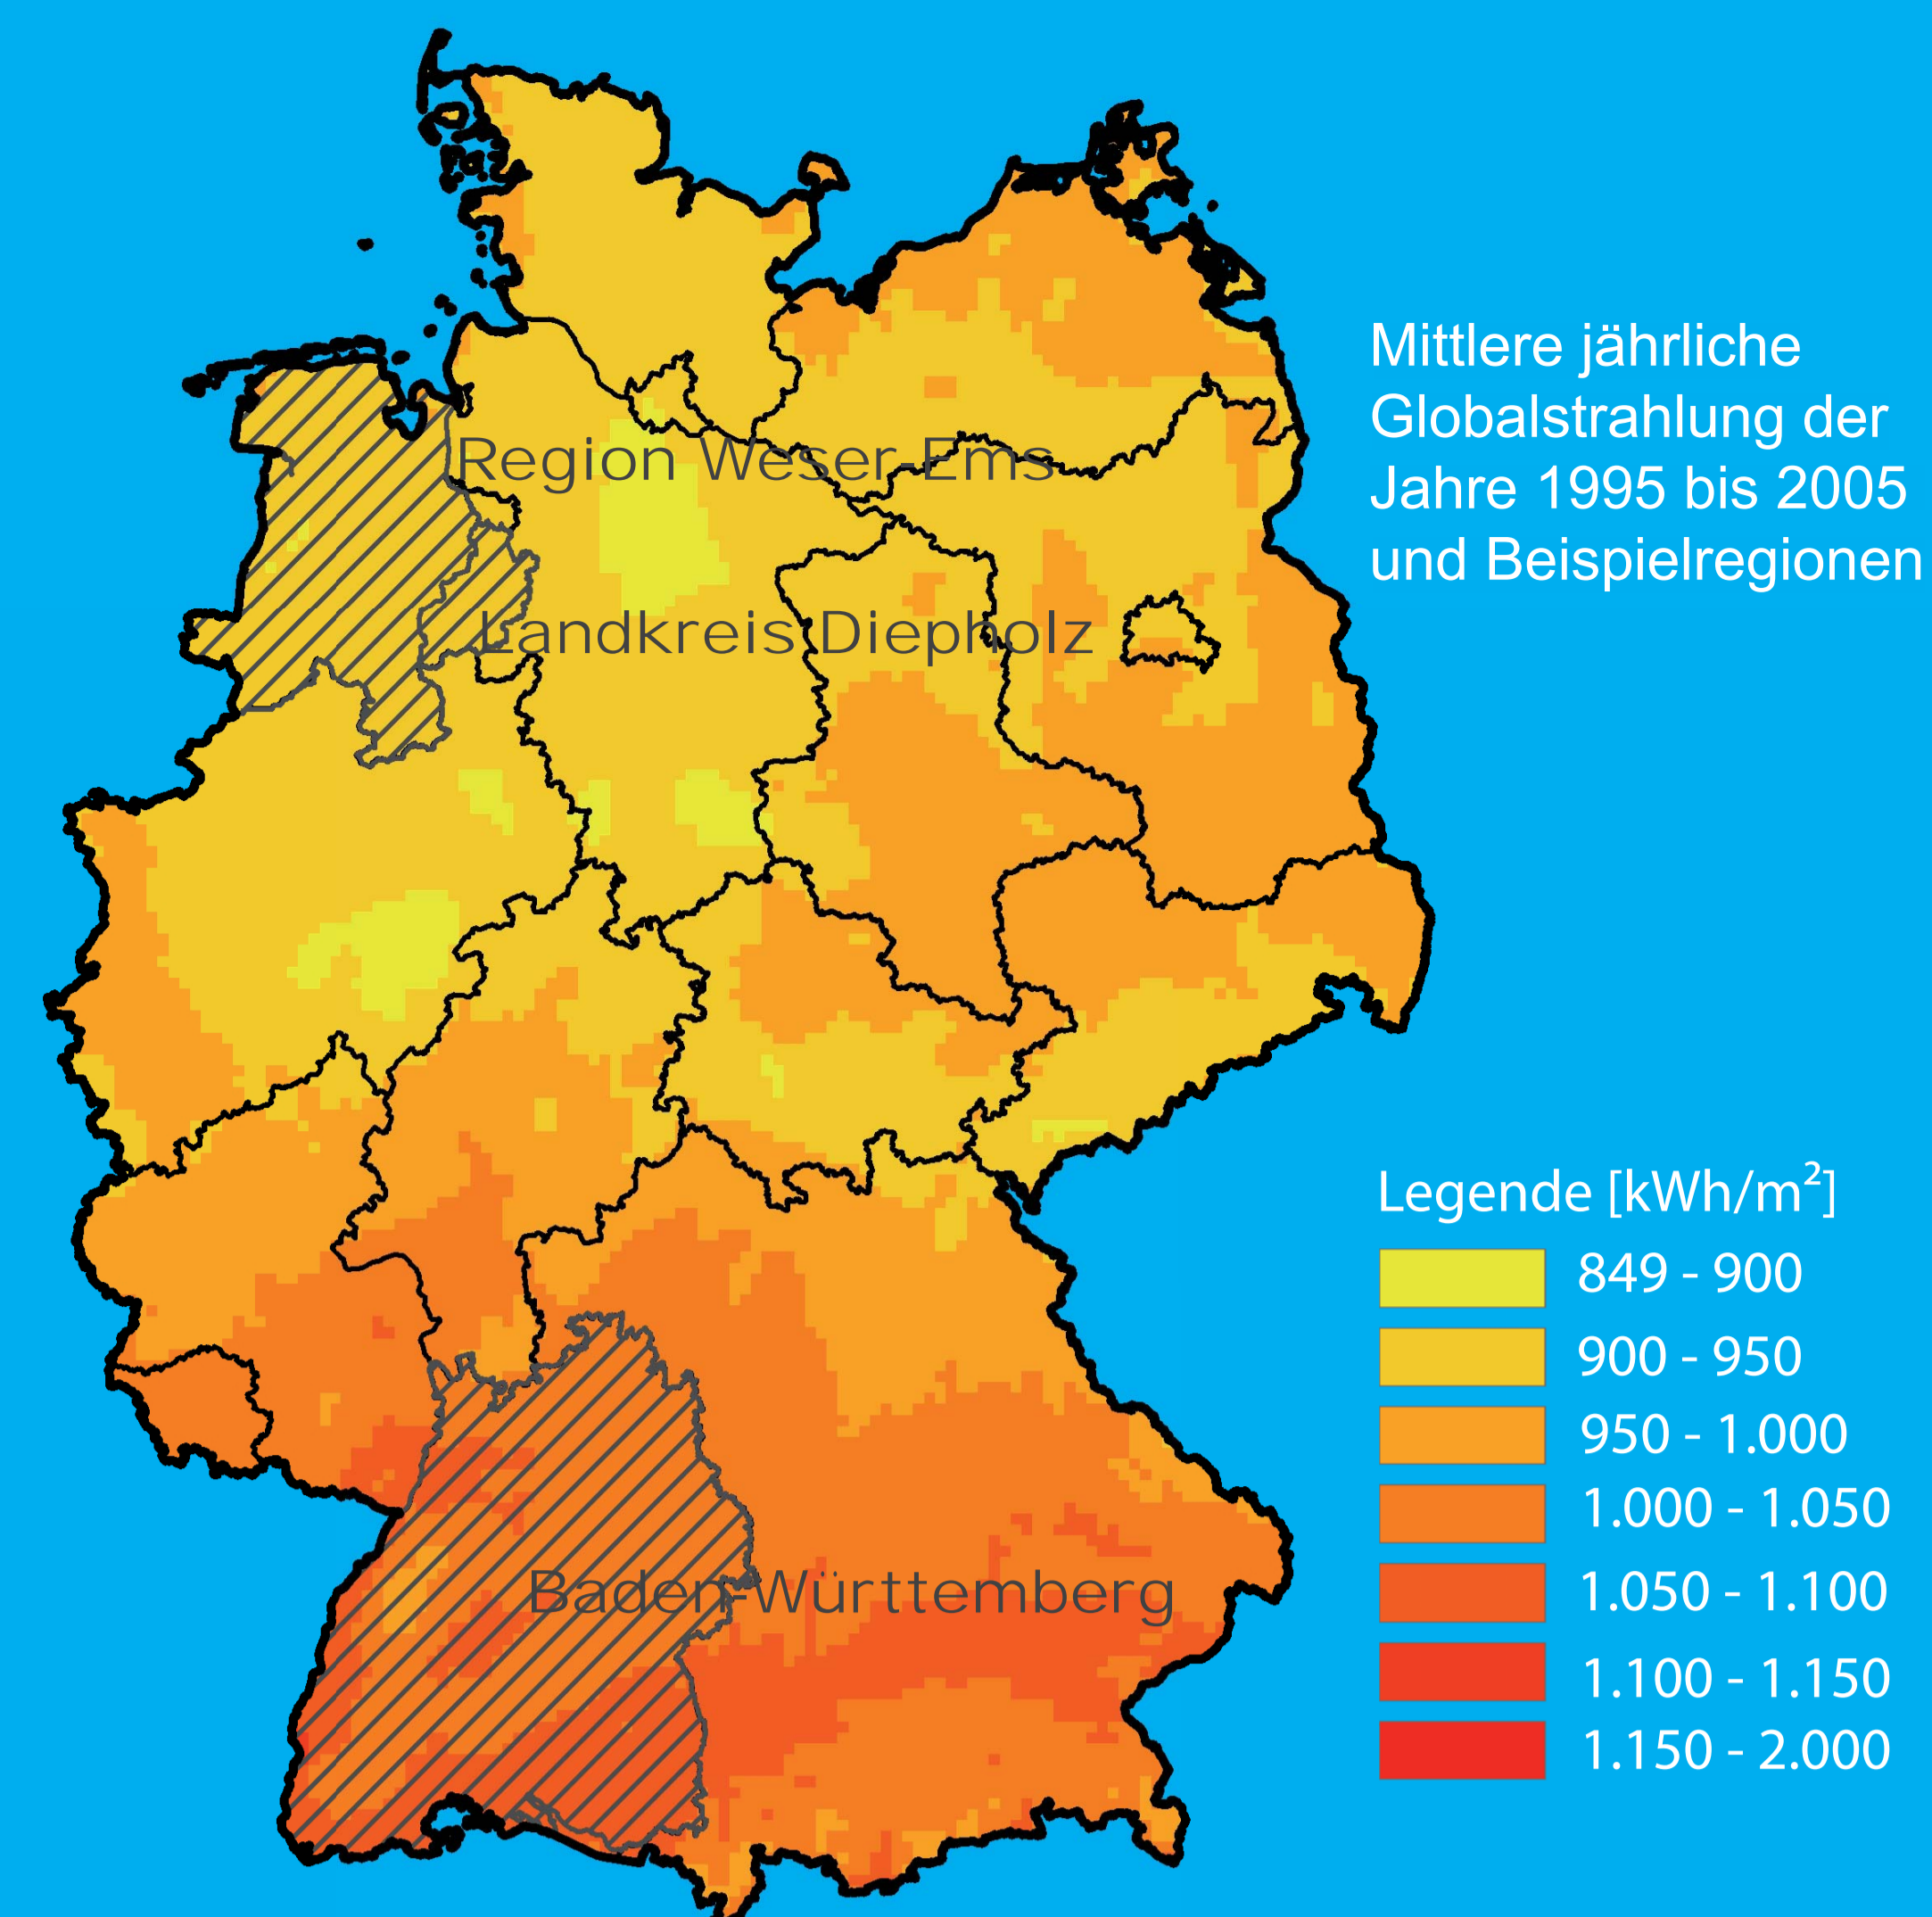 Region Weser-Ems
Landkreis Diepholz
Baden-Württemberg
Mittlere jährliche
Globalstrahlung der
Jahre 1995 bis 2005
und Beispielregionen
Legende [kWh/m²]
849 - 900
900 - 950
950 - 1.000
1.000 - 1.050
1.050 - 1.100
1.100 - 1.150
1.150 - 2.000